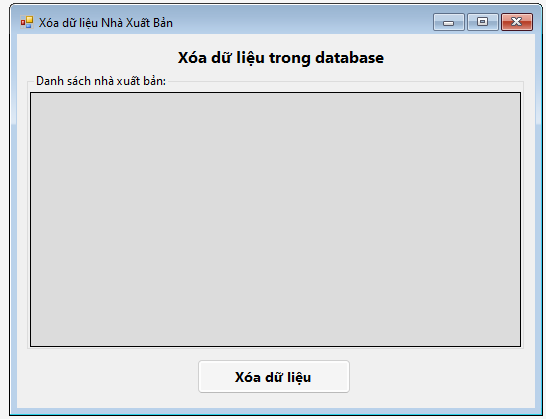 Xóa dữ liệu Nhà Xuất Bản
Xóa dữ liệu trong database
Danh sách nhà xuất bản:
Xóa dữ liệu